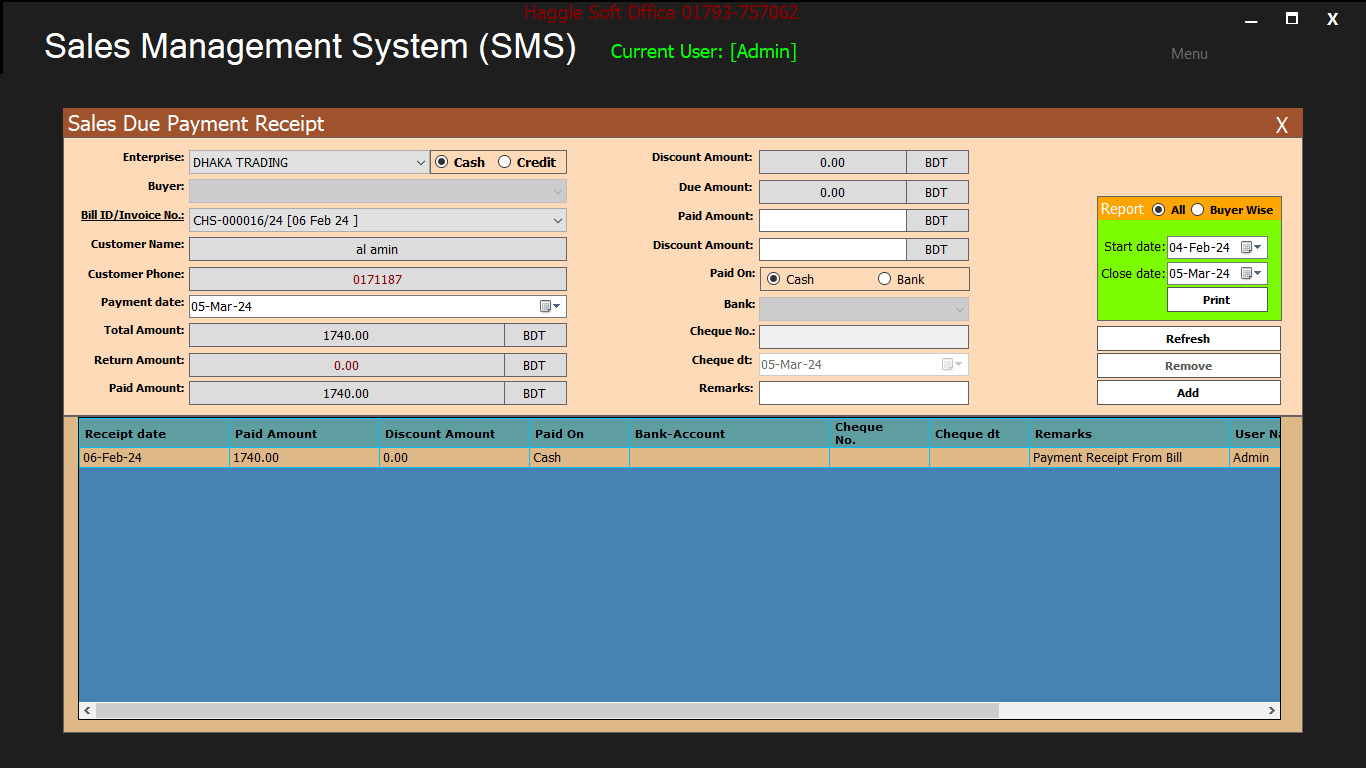 Haggle Soft Office 01793-757062
X
Sales Management System (SMS)
Current User: [Admin]
Menu
Sales Due Payment Receipt
X
Enterprise:
DHAKA TRADING
Cash
Credit
Buyer:
Bill ID/Invoice No.:
CHS-000016/24 [06 Feb 24 ]
Customer Name:
al amin
Customer Phone:
0171187
Payment date:
05-Mar-24
Total Amount:
1740.00
BDT
Return Amount:
0.00
BDT
Paid Amount:
1740.00
BDT
Discount Amount:
0.00
BDT
Due Amount:
0.00
BDT
Paid Amount:
BDT
Discount Amount:
BDT
Paid On:
Cash
Bank
Bank:
Cheque No.:
Cheque dt:
05-Mar-24
Remarks:
Report
All
Buyer Wise
Start date:
04-Feb-24
Close date:
05-Mar-24
Print
Refresh
Remove
Add
Receipt date Paid Amount Discount Amount Paid On Bank-Account Cheque No. Cheque dt Remarks User Na
06-Feb-24 1740.00 0.00 Cash Payment Receipt From Bill Admin